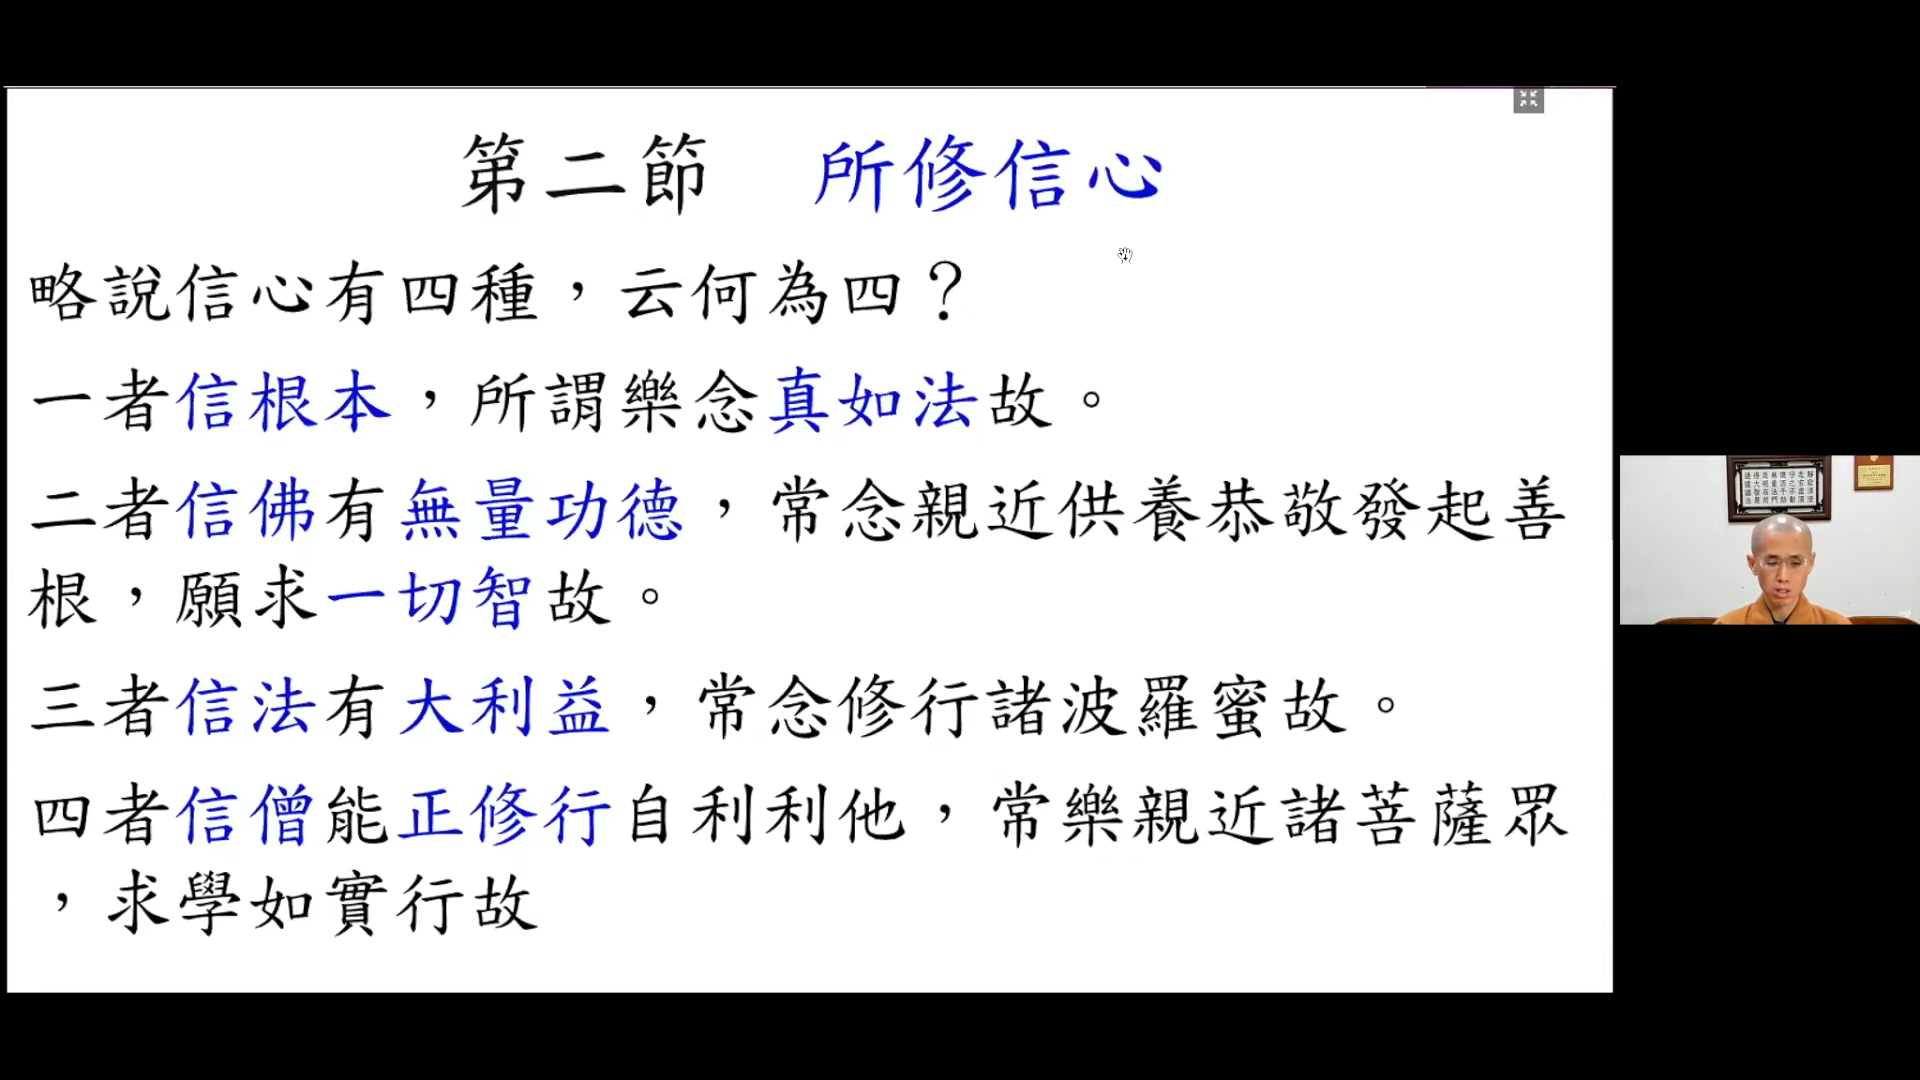 第二節 所修信心
略說信心有四種，云何為四？
一者信根本，所謂樂念真如法故。
二者信佛有無量功德，常念親近供養恭敬發起善
根，願求一切智故。
三者信法有大利益，常念修行諸波羅蜜故。
四者信僧能正修行自利利他，常樂親近諸菩薩眾
，求學如實行故